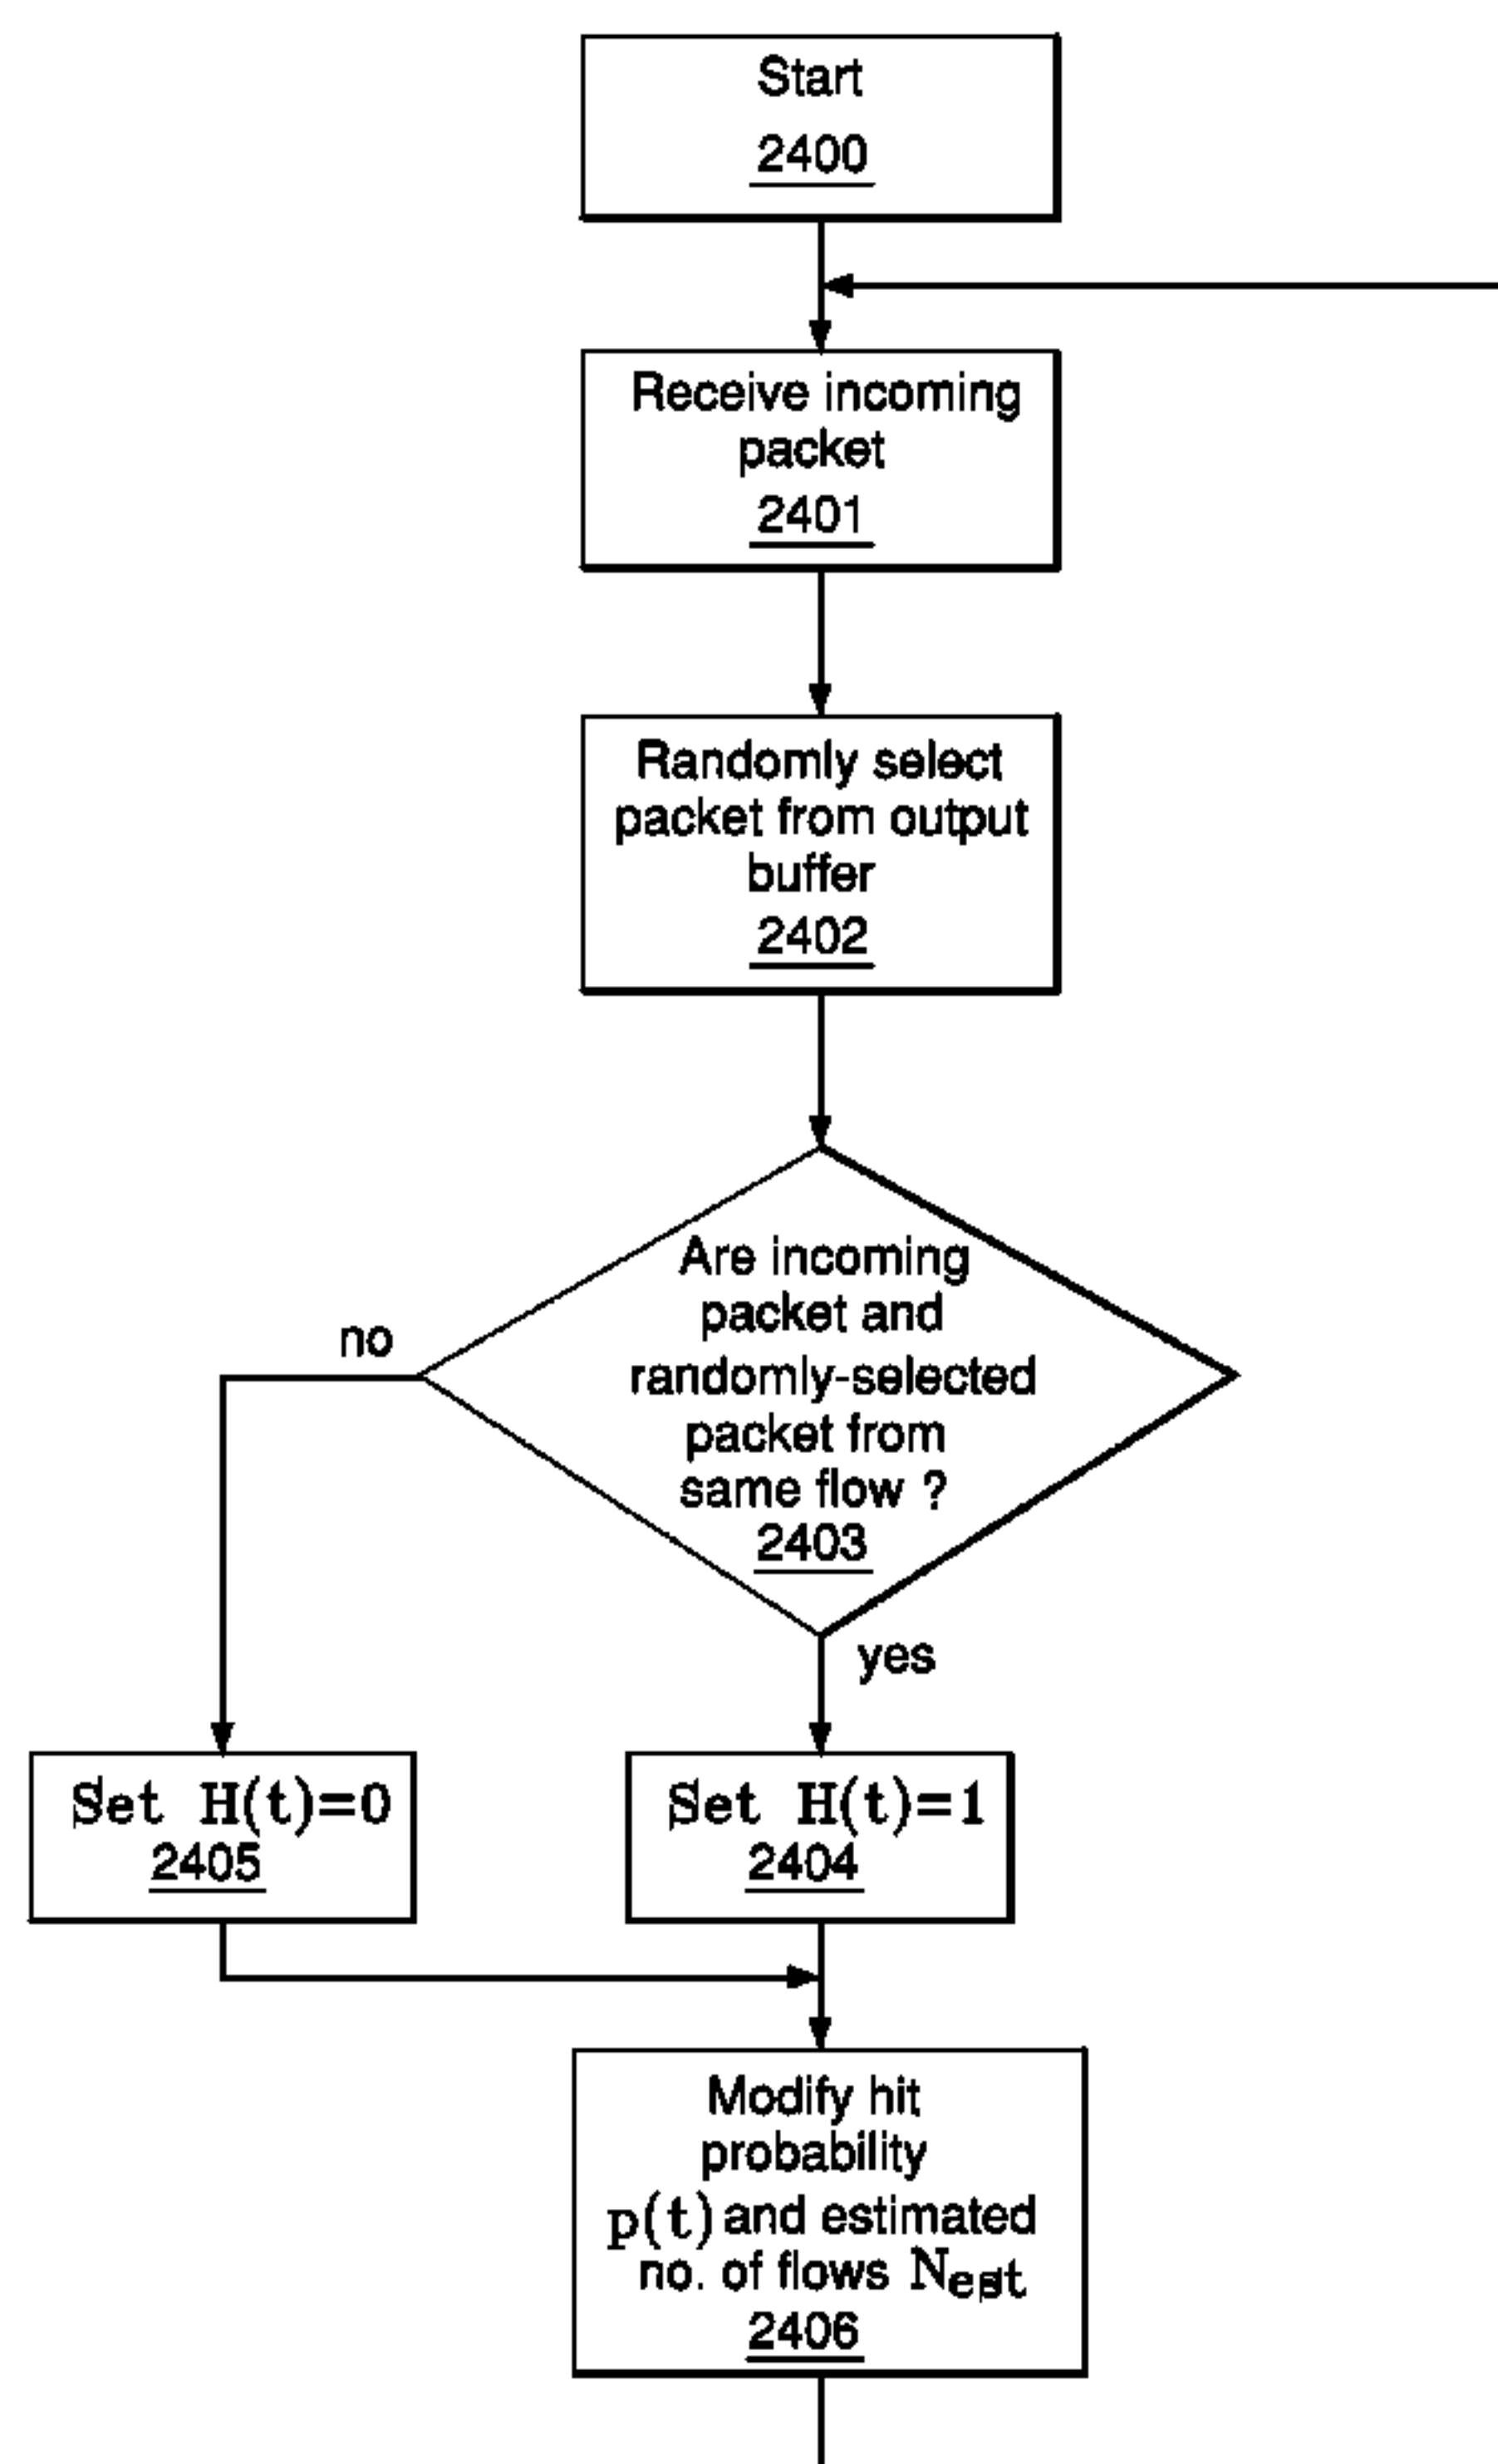 Start
2400
Receive incoming
packet
2401
Randomly select
packet from output
buffer
2402
Are incoming
packet and
randomly-selected
packet from
same flow ?
2403
no
yes
Set H(t)=0
2405
Set H(t)=1
2404
Modify hit
probability
p(t) and estimated
no. of flows Nest
2406